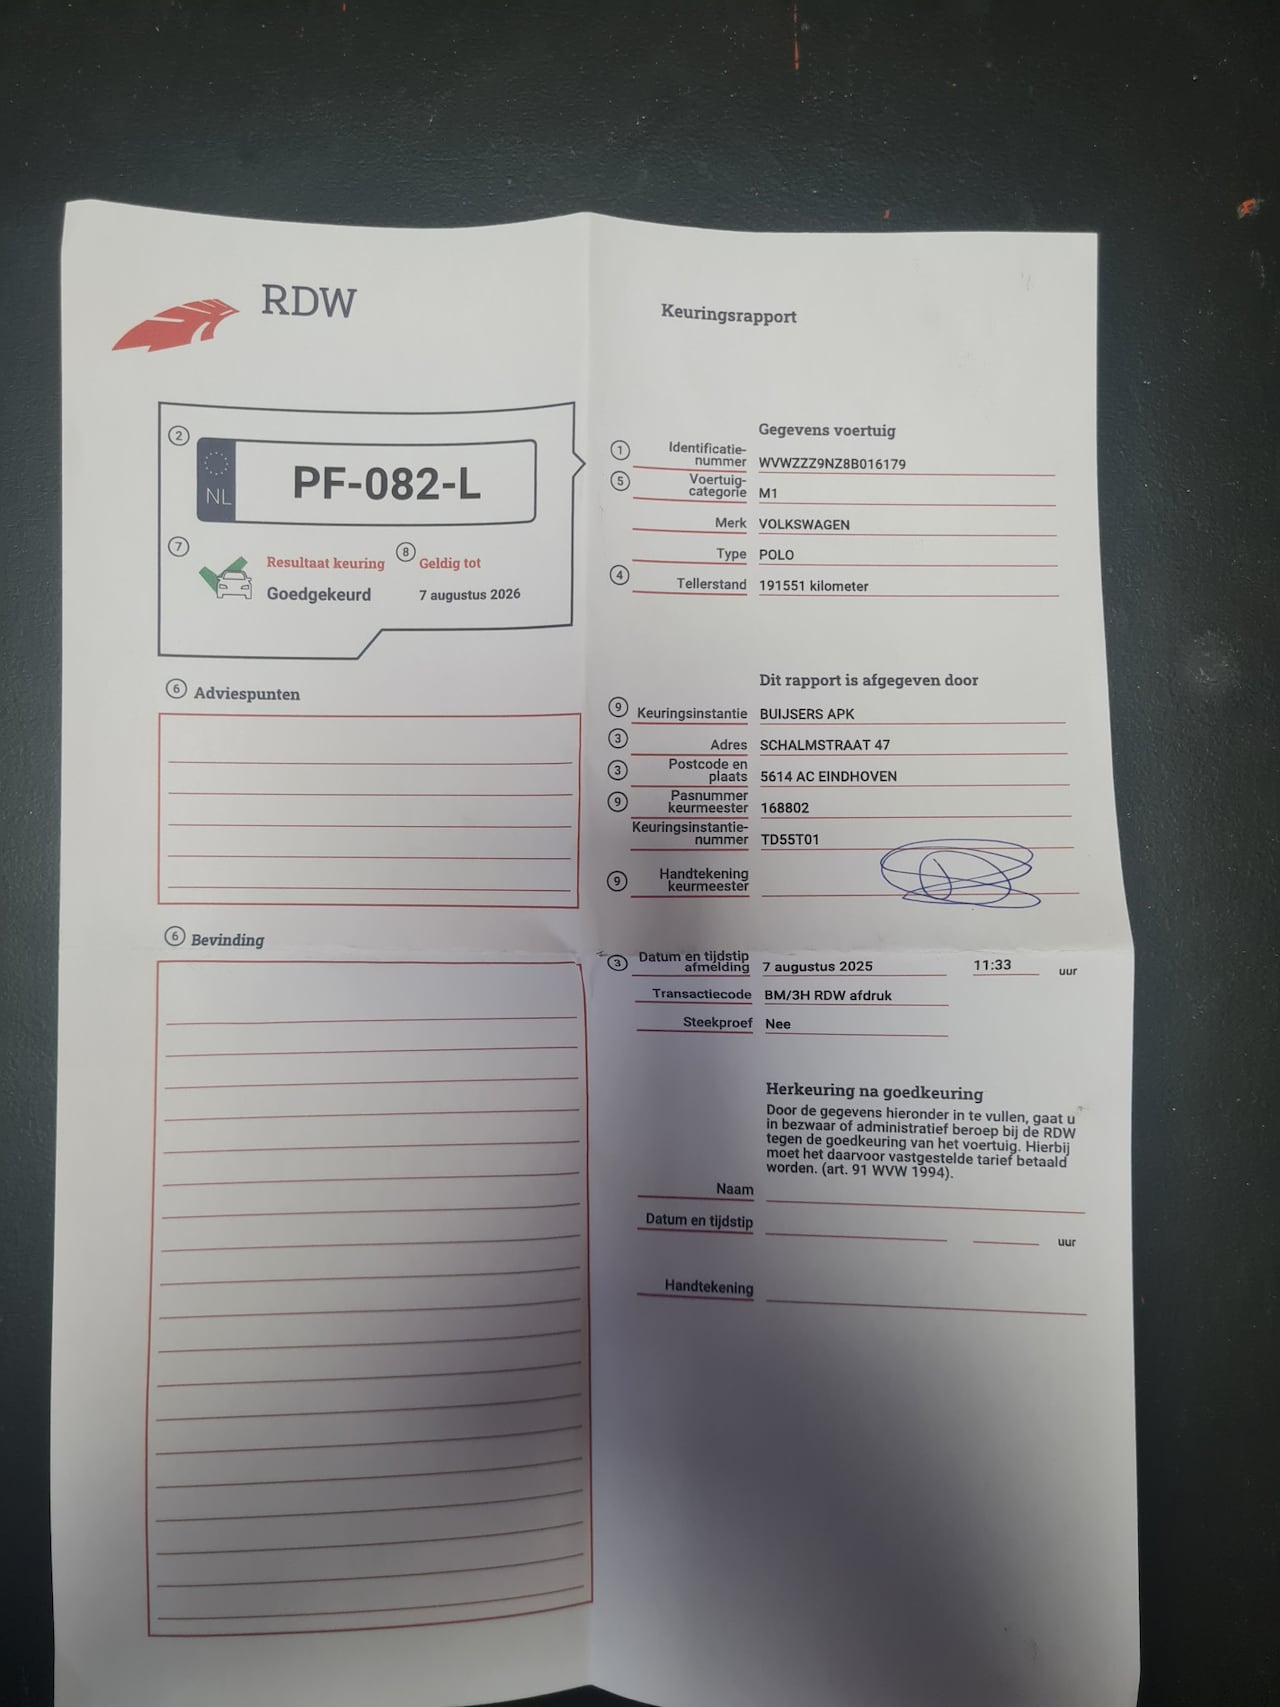 RDW
Keuringsrapport
2
NL
PF-082-L
7
Resultaat keuring
Goedgekeurd
8
Geldig tot
7 augustus 2026
6 Adviespunten
6 Bevinding
Gegevens voertuig
1 Identificatie-
nummer WVWZZZ9NZ8B016179
5 Voertuig-
categorie M1
Merk VOLKSWAGEN
Type POLO
4 Tellerstand 191551 kilometer
Dit rapport is afgegeven door
9 Keuringsinstantie BUIJSERS APK
3 Adres SCHALMSTRAAT 47
3 Postcode en
plaats 5614 AC EINDHOVEN
9 Pasnummer
keurmeester 168802
Keuringsinstantie-
nummer TD55T01
9 Handtekening
keurmeester
3 Datum en tijdstip
afmelding 7 augustus 2025 11:33 uur
Transactiecode BM/3H RDW afdruk
Steekproef Nee
Herkeuring na goedkeuring
Door de gegevens hieronder in te vullen, gaat u
in bezwaar of administratief beroep bij de RDW
tegen de goedkeuring van het voertuig. Hierbij
moet het daarvoor vastgestelde tarief betaald
worden. (art. 91 WVW 1994).
Naam
Datum en tijdstip uur
Handtekening